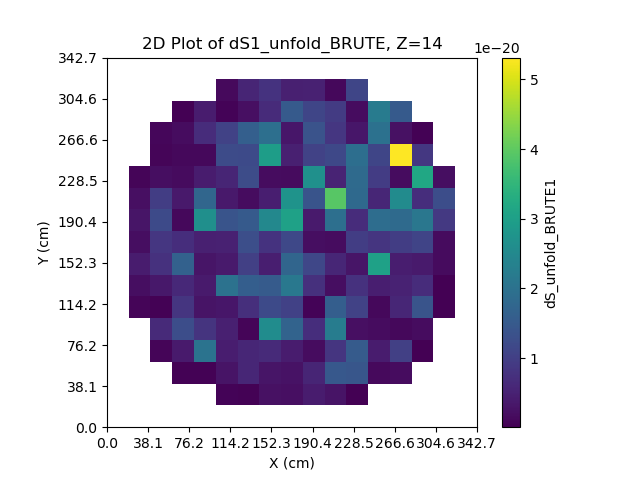 2D Plot of dS1_unfold_BRUTE, Z=14
1e−20
342.7
304.6
266.6
228.5
190.4
152.3
114.2
76.2
38.1
0.0
Y (cm)
0.0 38.1 76.2 114.2 152.3 190.4 228.5 266.6 304.6 342.7
X (cm)
5
4
3
2
1
dS_unfold_BRUTE1